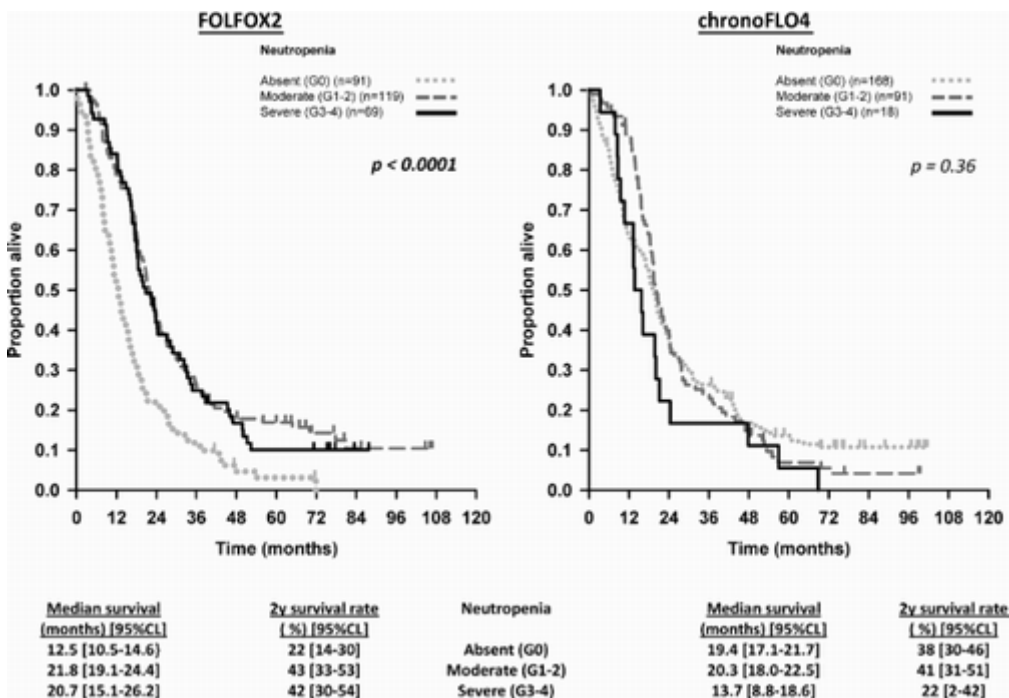 FOLFOX2
Neutropenia
Absent (G0) (n=91)
Moderate (G1-2) (n=119)
Severe (G3-4) (n=69)
p < 0.0001
1.0
0.9
0.8
0.7
0.6
0.5
0.4
0.3
0.2
0.1
0.0
Proportion alive
0 12 24 36 48 60 72 84 96 108 120
Time (months)
chronoFLO4
Neutropenia
Absent (G0) (n=168)
Moderate (G1-2) (n=91)
Severe (G3-4) (n=18)
p = 0.36
1.0
0.9
0.8
0.7
0.6
0.5
0.4
0.3
0.2
0.1
0.0
Proportion alive
0 12 24 36 48 60 72 84 96 108 120
Time (months)
Median survival 2y survival rate Neutropenia Median survival 2y survival rate
(months) [95%CL] ( %) [95%CL] (months) [95%CL] ( %) [95%CL]
12.5 [10.5-14.6] 22 [14-30] Absent (G0) 19.4 [17.1-21.7] 38 [30-46]
21.8 [19.1-24.4] 43 [33-53] Moderate (G1-2) 20.3 [18.0-22.5] 41 [31-51]
20.7 [15.1-26.2] 42 [30-54] Severe (G3-4) 13.7 [8.8-18.6] 22 [2-42]